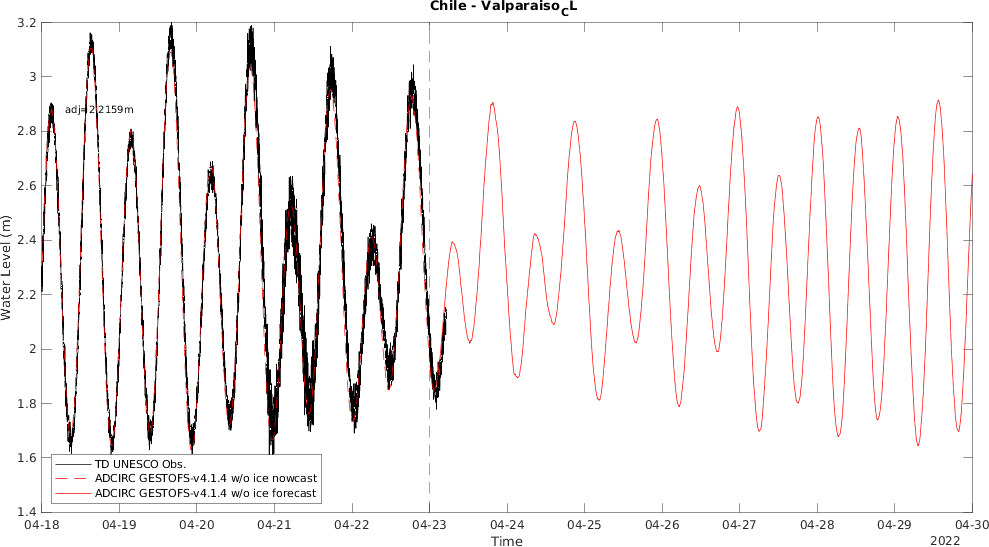 Chile - Valparaiso_CL
3.2
3
2.8
2.6
2.4
2.2
2
1.8
1.6
1.4
Water Level (m)
adj=2.2159m
TD UNESCO Obs.
ADCIRC GESTOFS-v4.1.4 w/o ice nowcast
ADCIRC GESTOFS-v4.1.4 w/o ice forecast
04-18 04-19 04-20 04-21 04-22 04-23 04-24 04-25 04-26 04-27 04-28 04-29 04-30
Time
2022